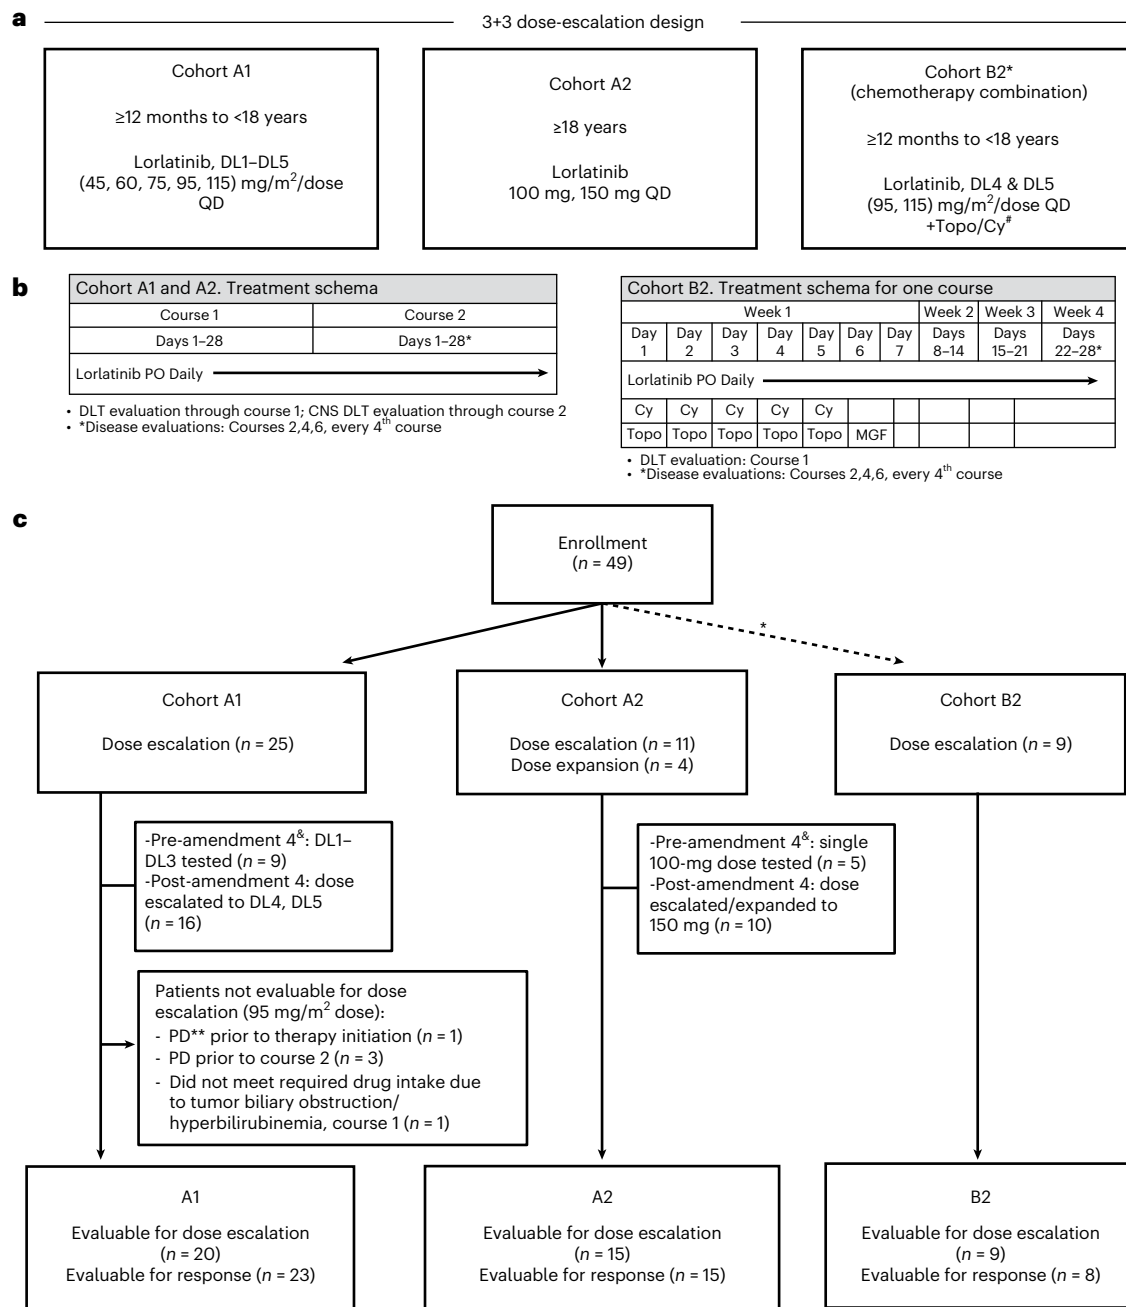 a
3+3 dose-escalation design
Cohort A1
≥12 months to <18 years
Lorlatinib, DL1–DL5
(45, 60, 75, 95, 115) mg/m²/dose
QD
Cohort A2
≥18 years
Lorlatinib
100 mg, 150 mg QD
Cohort B2*
(chemotherapy combination)
≥12 months to <18 years
Lorlatinib, DL4 & DL5
(95, 115) mg/m²/dose QD
+Topo/Cy#
b
Cohort A1 and A2. Treatment schema
Course 1 Course 2
Days 1–28 Days 1–28*
Lorlatinib PO Daily
• DLT evaluation through course 1; CNS DLT evaluation through course 2
• *Disease evaluations: Courses 2,4,6, every 4th course
Cohort B2. Treatment schema for one course
Week 1 Week 2 Week 3 Week 4
Day Day Day Day Day Day Day Days Days Days
1 2 3 4 5 6 7 8–14 15–21 22–28*
Lorlatinib PO Daily
Cy Cy Cy Cy Cy
Topo Topo Topo Topo Topo MGF
• DLT evaluation: Course 1
• *Disease evaluations: Courses 2,4,6, every 4th course
c
Enrollment
(n = 49)
*
Cohort A1
Dose escalation (n = 25)
Cohort A2
Dose escalation (n = 11)
Dose expansion (n = 4)
Cohort B2
Dose escalation (n = 9)
-Pre-amendment 4&: DL1–
DL3 tested (n = 9)
-Post-amendment 4: dose
escalated to DL4, DL5
(n = 16)
-Pre-amendment 4&: single
100-mg dose tested (n = 5)
-Post-amendment 4: dose
escalated/expanded to
150 mg (n = 10)
Patients not evaluable for dose
escalation (95 mg/m² dose):
- PD** prior to therapy initiation (n = 1)
- PD prior to course 2 (n = 3)
- Did not meet required drug intake due
to tumor biliary obstruction/
hyperbilirubinemia, course 1 (n = 1)
A1
Evaluable for dose escalation
(n = 20)
Evaluable for response (n = 23)
A2
Evaluable for dose escalation
(n = 15)
Evaluable for response (n = 15)
B2
Evaluable for dose escalation
(n = 9)
Evaluable for response (n = 8)